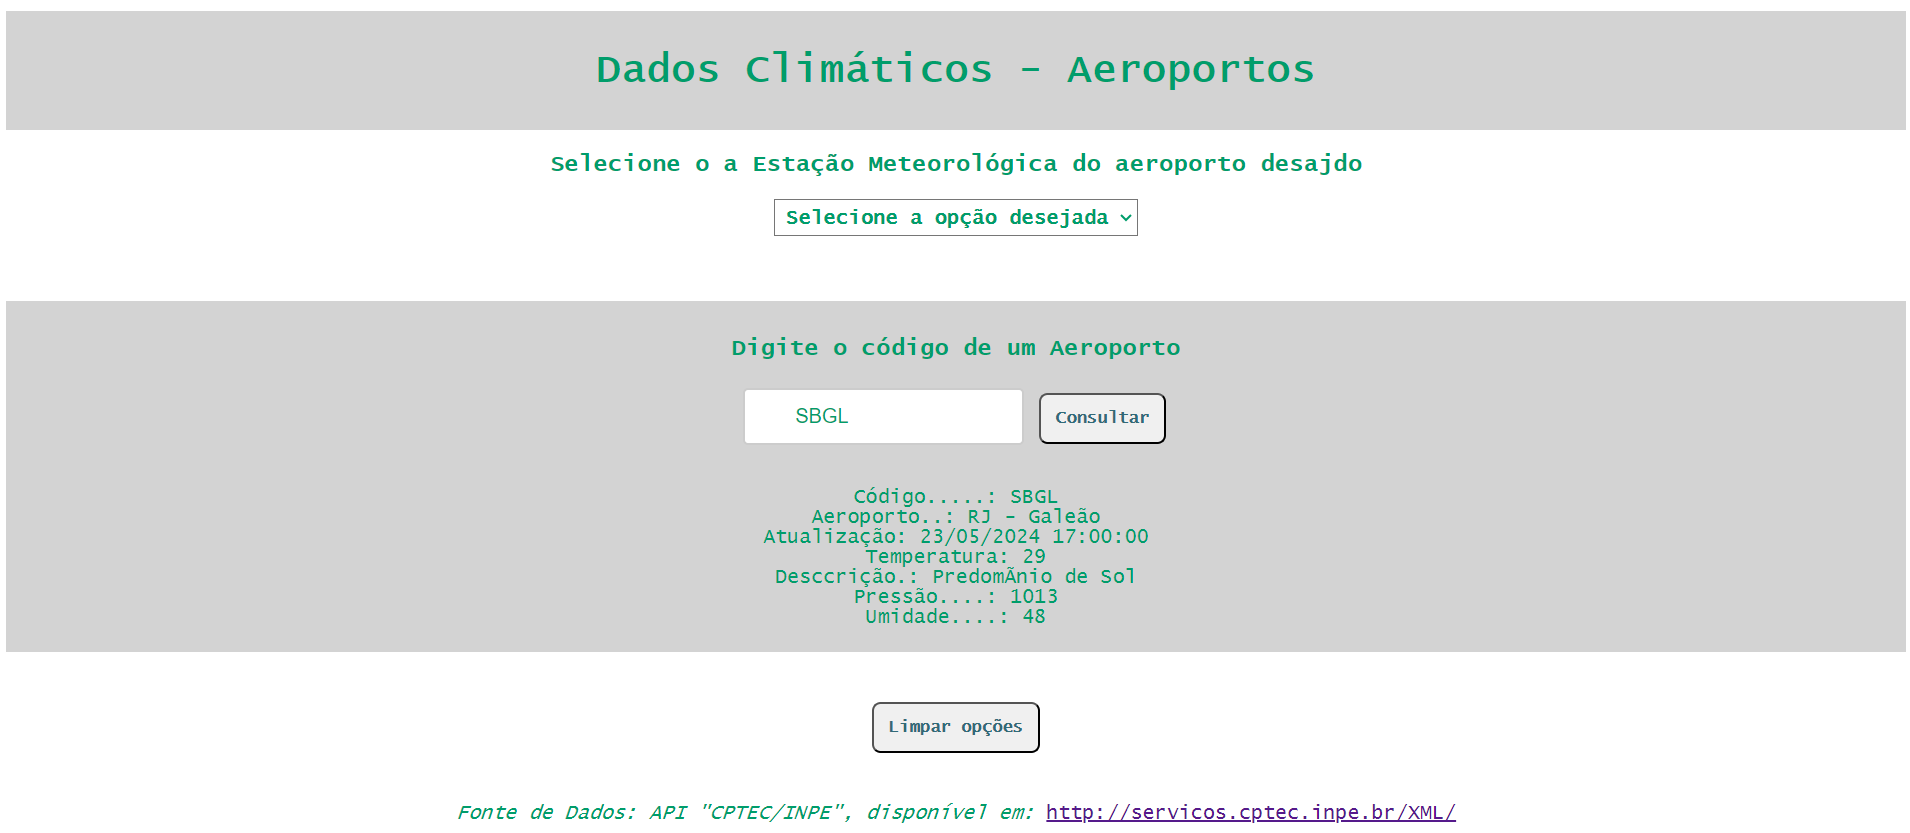 Dados Climáticos - Aeroportos
Selecione o a Estação Meteorológica do aeroporto desajdo
Selecione a opção desejada
Digite o código de um Aeroporto
SBGL
Consultar
Código.....: SBGL
Aeroporto..: RJ - Galeão
Atualização: 23/05/2024 17:00:00
Temperatura: 29
Desccrição.: PredomÃnio de Sol
Pressão....: 1013
Umidade....: 48
Limpar opções
Fonte de Dados: API "CPTEC/INPE", disponível em: http://servicos.cptec.inpe.br/XML/